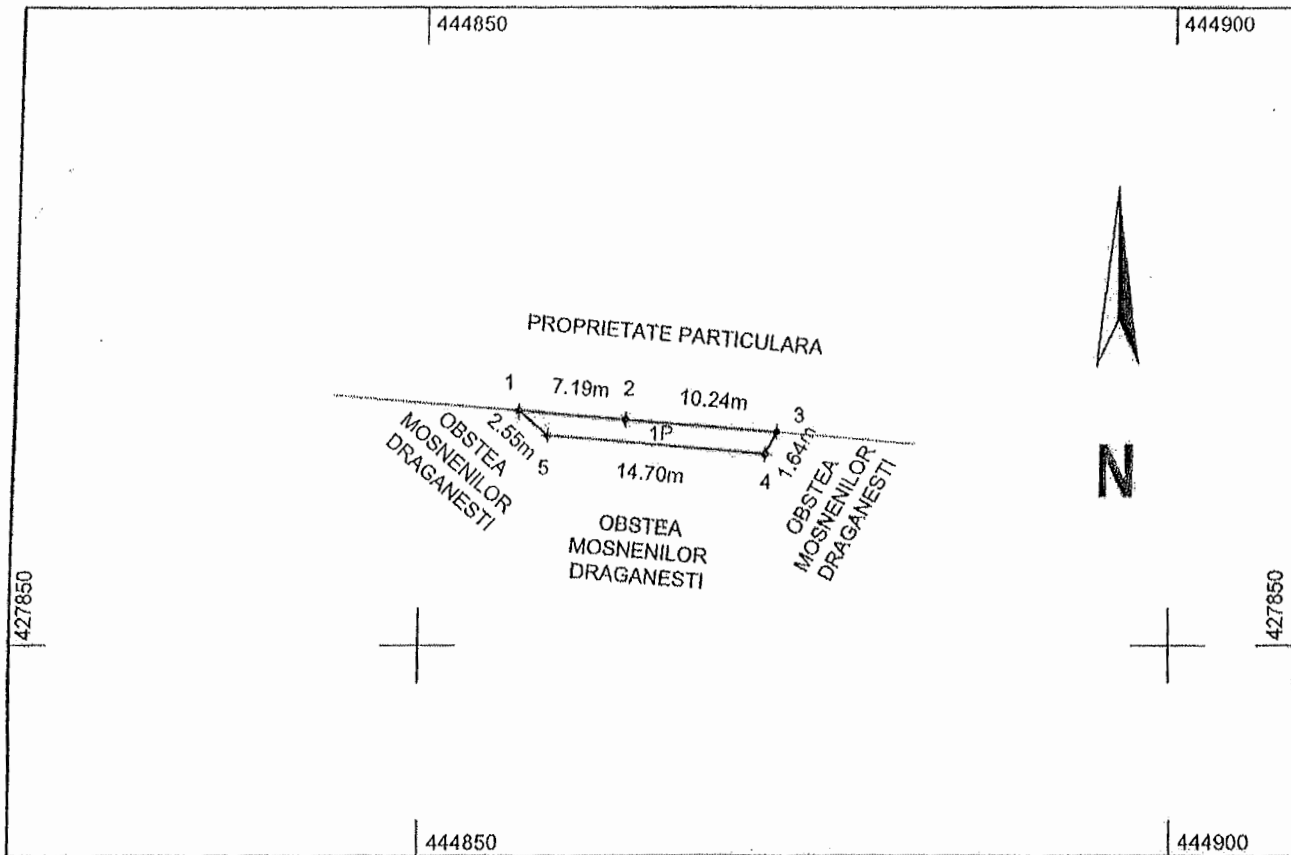 444850
444900
PROPRIETATE PARTICULARA
1
7.19m
2
10.24m
3
2.55m
1P
1.64m
5
14.70m
4
OBSTEA
MOSNENILOR
DRAGANESTI
OBSTEA
MOSNENILOR
DRAGANESTI
OBSTEA
MOSNENILOR
DRAGANESTI
N
427850
427850
444850
444900